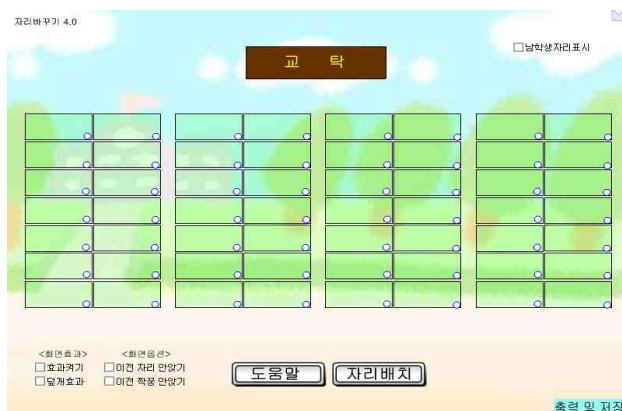 자리바꾸기 4.0
교 탁
남학생자리표시
<화면효과> <화면옵션>
효과켜기 이전 자리 안앉기
덮개효과 이전 짝꿍 안앉기
도움말 자리배치
출력 및 저장